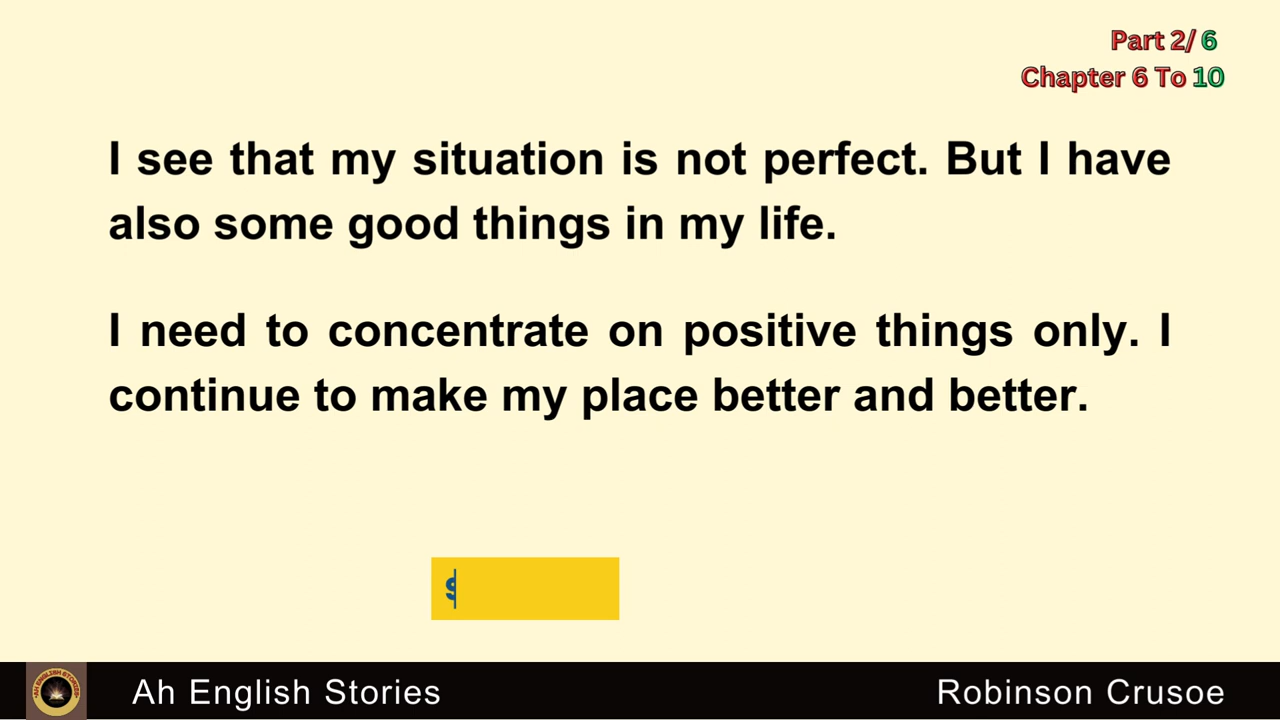 Part 2/ 6
Chapter 6 To 10
I see that my situation is not perfect. But I have
also some good things in my life.
I need to concentrate on positive things only. I
continue to make my place better and better.
Ah English Stories
Robinson Crusoe